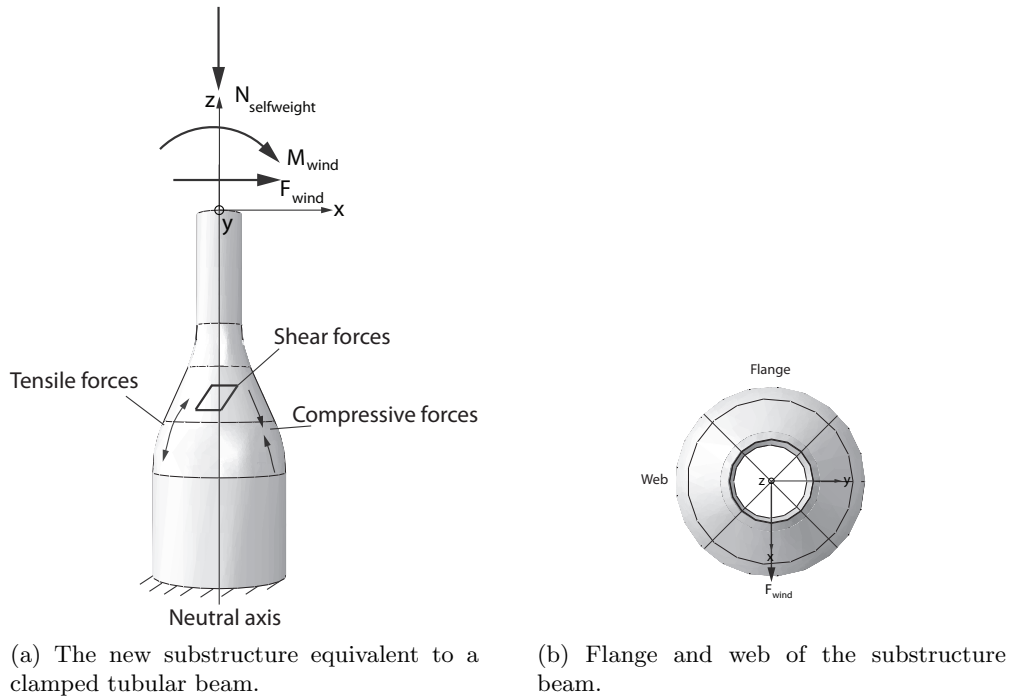 z
N selfweight
M wind
F wind
x
y
Shear forces
Tensile forces
Compressive forces
Neutral axis
Flange
Web
z
y
x
F wind
(a) The new substructure equivalent to a
clamped tubular beam.
(b) Flange and web of the substructure
beam.